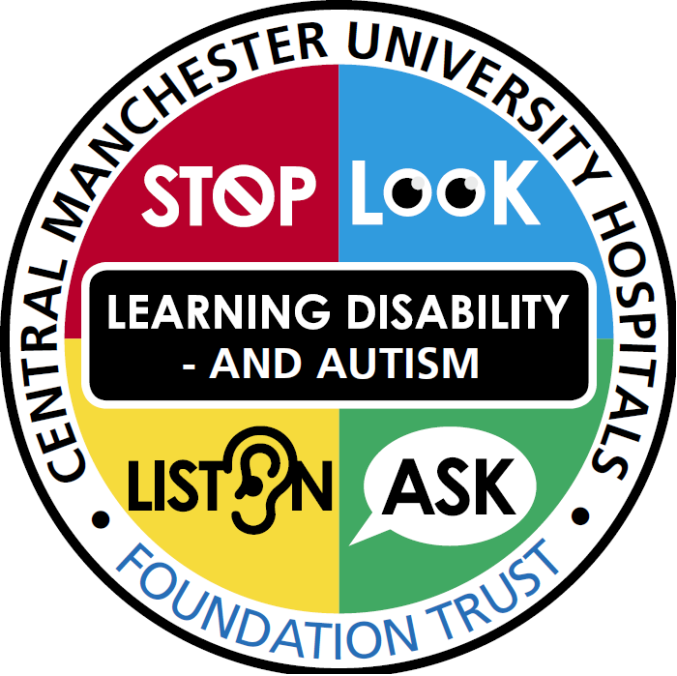 CENTRAL MANCHESTER UNIVERSITY HOSPITALS
STOP LOOK
LEARNING DISABILITY
- AND AUTISM
LISTEN ASK
• FOUNDATION TRUST •